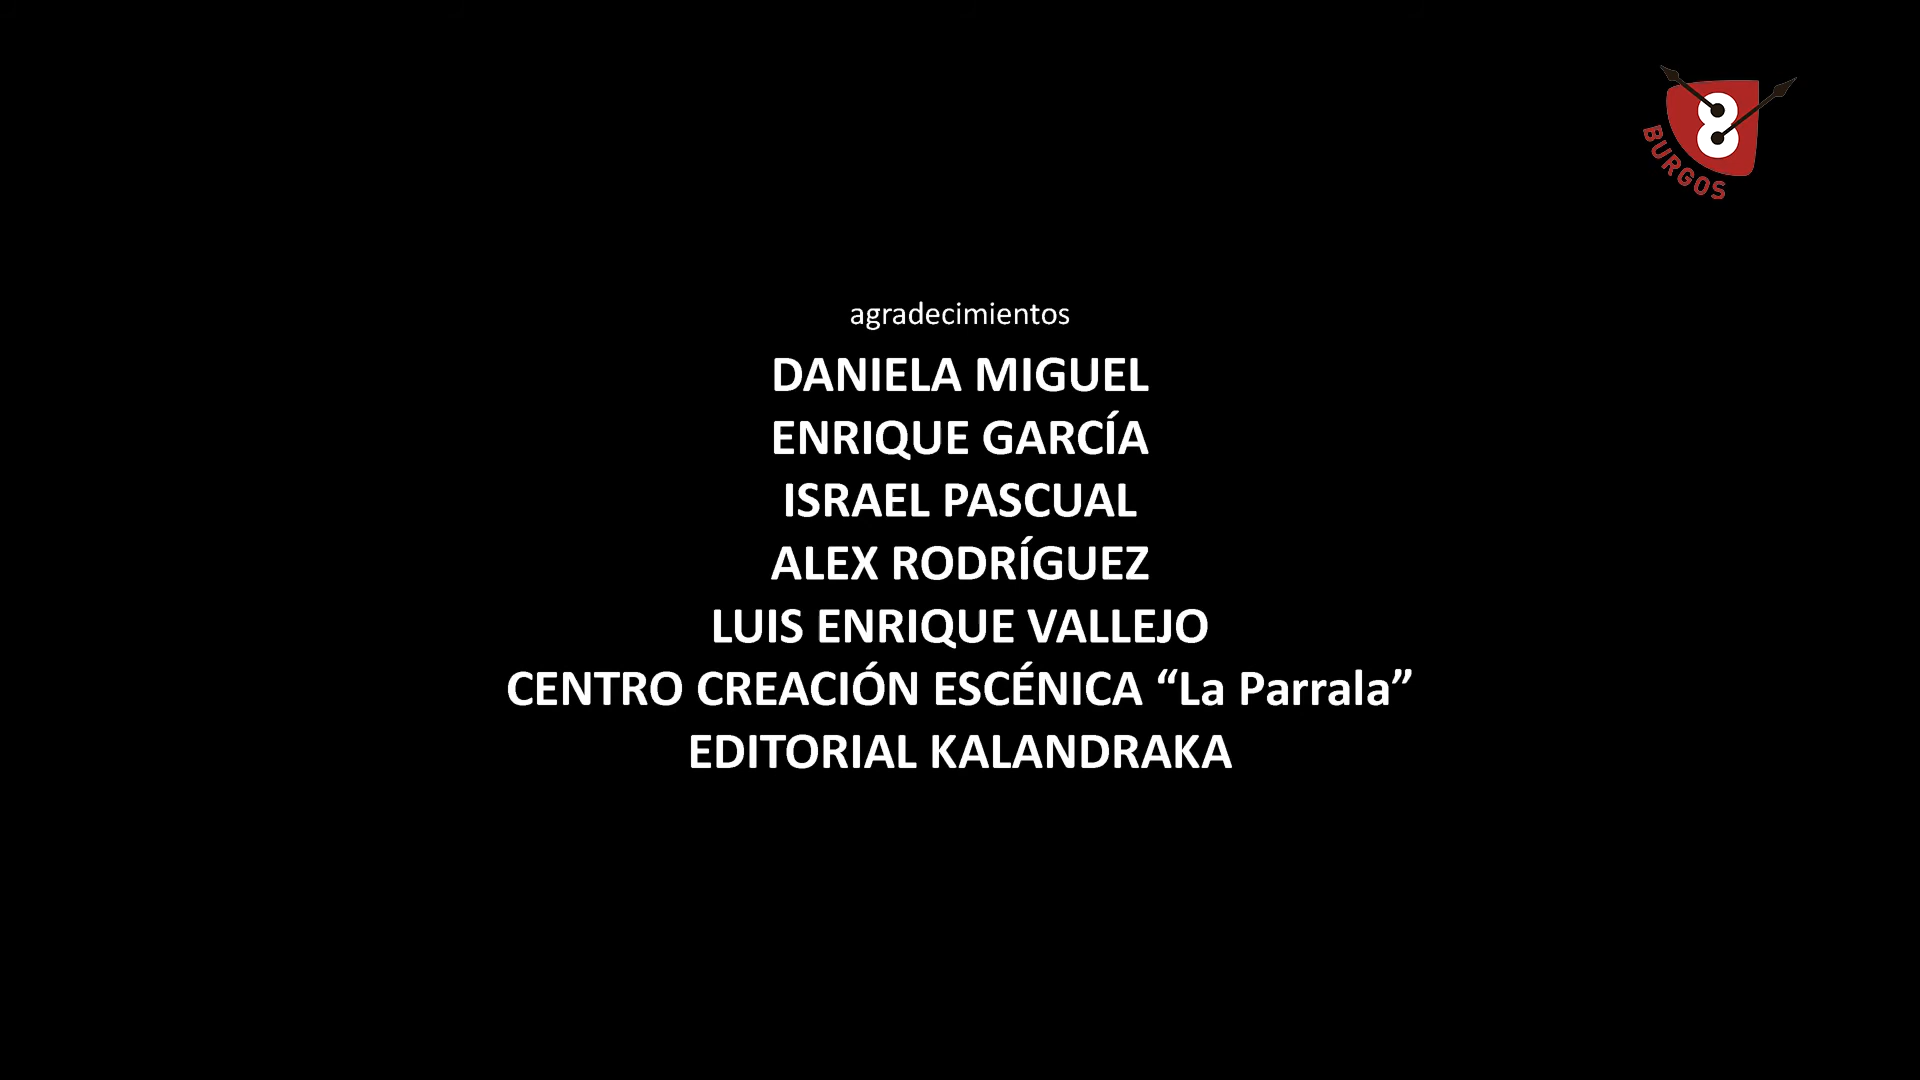 8
BURGOS
agradecimientos
DANIELA MIGUEL
ENRIQUE GARCÍA
ISRAEL PASCUAL
ALEX RODRÍGUEZ
LUIS ENRIQUE VALLEJO
CENTRO CREACIÓN ESCÉNICA “La Parrala”
EDITORIAL KALANDRAKA